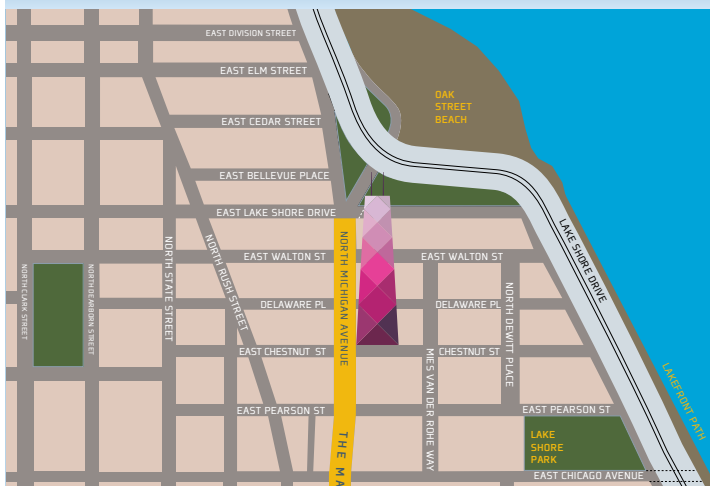 EAST DIVISION STREET
EAST ELM STREET
OAK
STREET
BEACH
EAST CEDAR STREET
EAST BELLEVUE PLACE
EAST LAKE SHORE DRIVE
LAKE SHORE DRIVE
NORTH CLARK STREET
NORTH DEARBORN STREET
NORTH STATE STREET
NORTH RUSH STREET
NORTH MICHIGAN AVENUE
EAST WALTON ST
EAST WALTON ST
DELAWARE PL
DELAWARE PL
NORTH DEWITT PLACE
EAST CHESTNUT ST
CHESTNUT ST
MIES VAN DER ROHE WAY
LAKEFRONT PATH
EAST PEARSON ST
EAST PEARSON ST
THE MA
LAKE
SHORE
PARK
EAST CHICAGO AVENUE